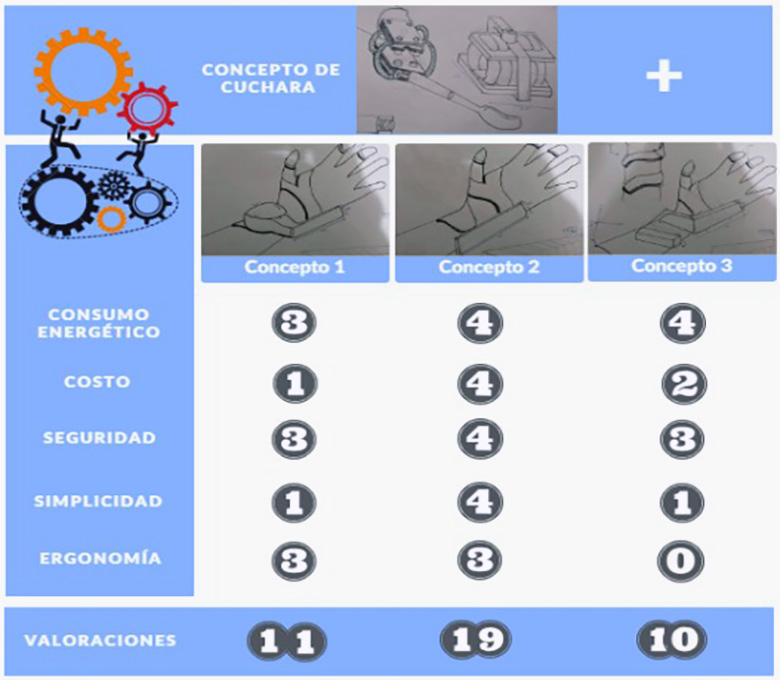 CONCEPTO DE
CUCHARA
+
Concepto 1 Concepto 2 Concepto 3
CONSUMO
ENERGÉTICO 3 4 4
COSTO 1 4 2
SEGURIDAD 3 4 3
SIMPLICIDAD 1 4 1
ERGONOMÍA 3 3 0
VALORACIONES 11 19 10